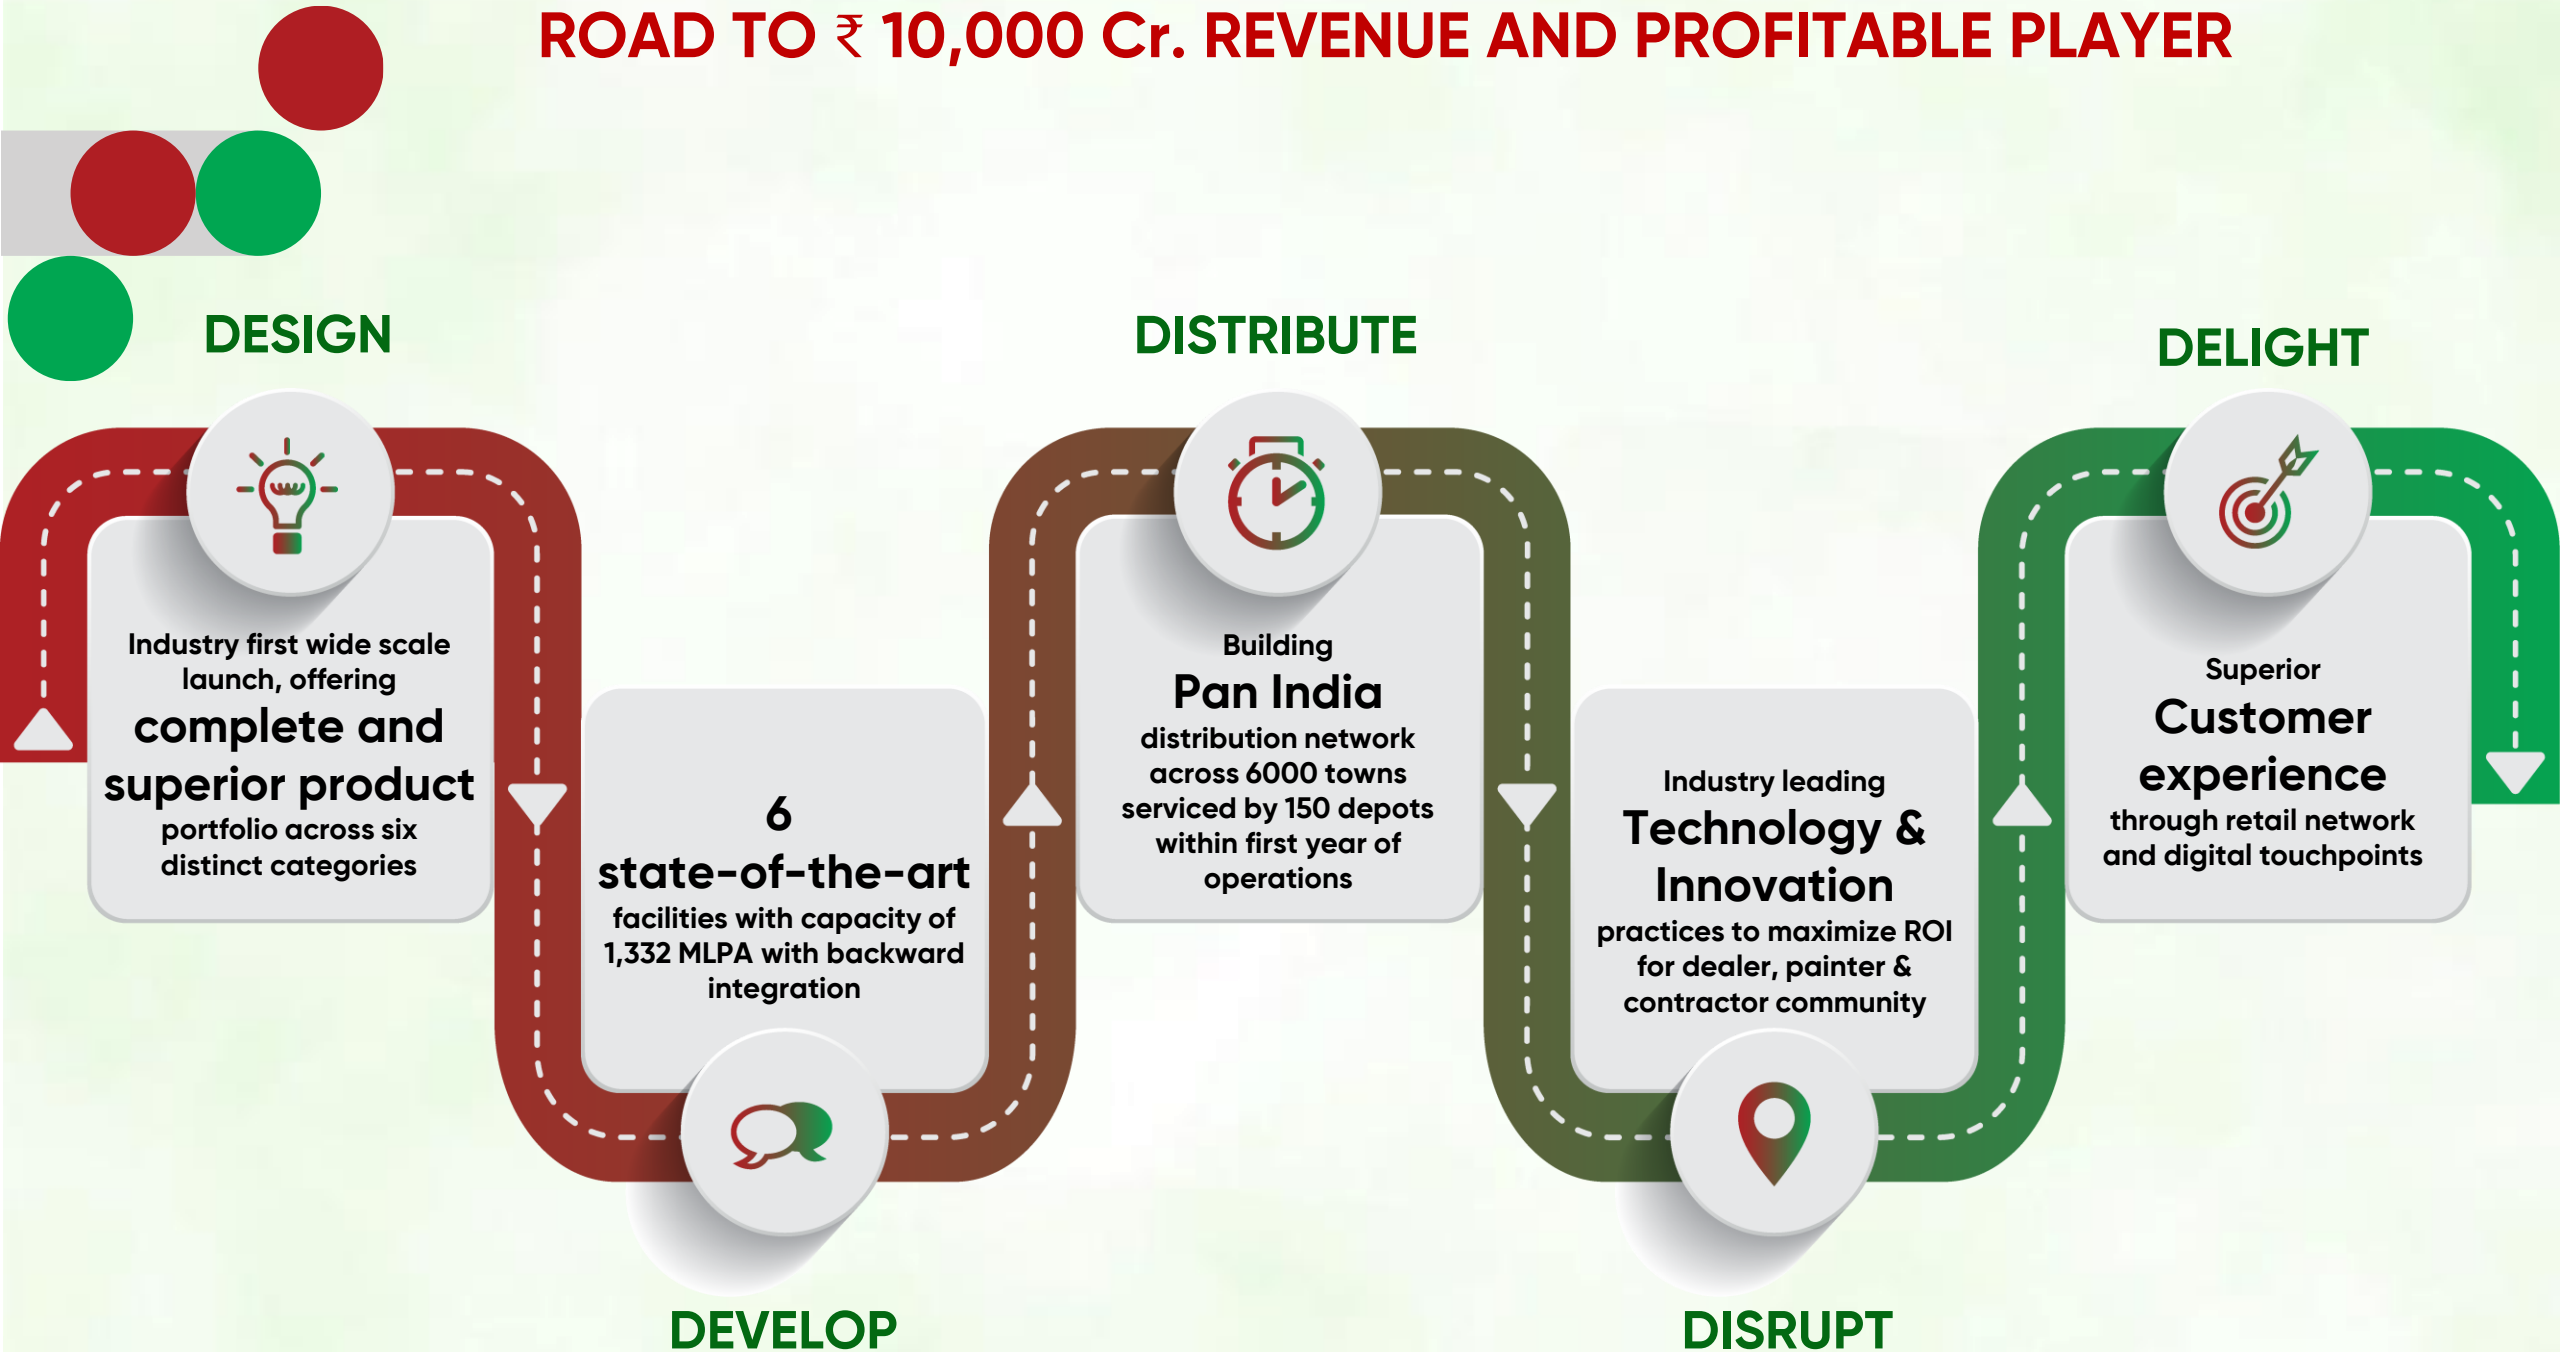 ROAD TO ₹ 10,000 Cr. REVENUE AND PROFITABLE PLAYER
DESIGN
Industry first wide scale
launch, offering
complete and
superior product
portfolio across six
distinct categories
6
state-of-the-art
facilities with capacity of
1,332 MLPA with backward
integration
DEVELOP
DISTRIBUTE
Building
Pan India
distribution network
across 6000 towns
serviced by 150 depots
within first year of
operations
Industry leading
Technology &
Innovation
practices to maximize ROI
for dealer, painter &
contractor community
DISRUPT
DELIGHT
Superior
Customer
experience
through retail network
and digital touchpoints